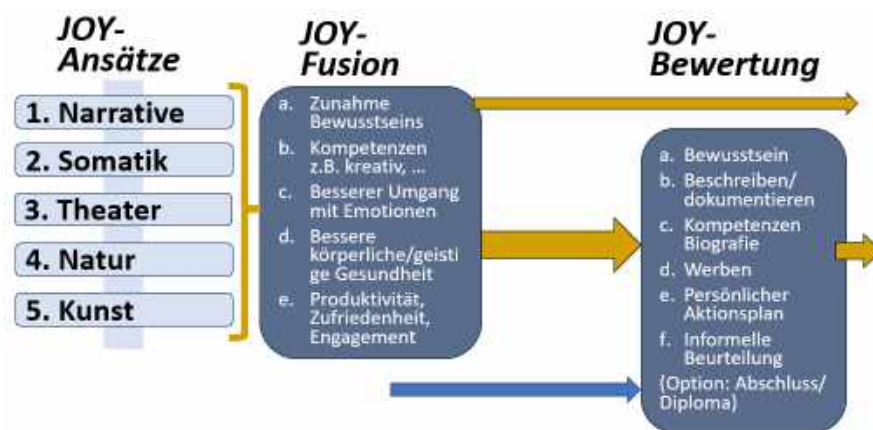 JOY-
Ansätze
1. Narrative
2. Somatik
3. Theater
4. Natur
5. Kunst
JOY-
Fusion
a. Zunahme
Bewusstseins
b. Kompetenzen
z.B. kreativ, ...
c. Besserer Umgang
mit Emotionen
d. Bessere
körperliche/geisti
ge Gesundheit
e. Produktivität,
Zufriedenheit,
Engagement
JOY-
Bewertung
a. Bewusstsein
b. Beschreiben/
dokumentieren
c. Kompetenzen
Biografie
d. Werben
e. Persönlicher
Aktionsplan
f. Informelle
Beurteilung
(Option: Abschluss/
Diploma)